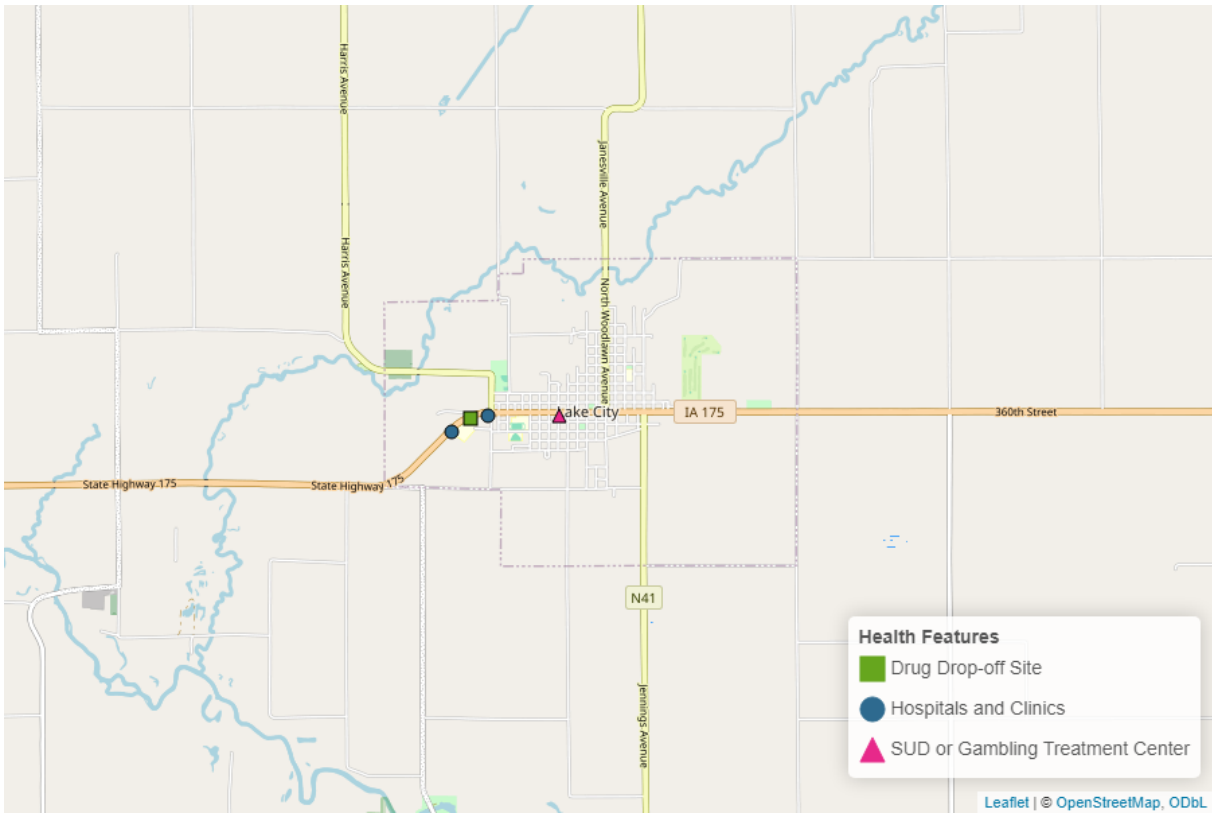 Harris Avenue
Janesville Avenue
Harris Avenue
North Woodlawn Avenue
Lake City
IA 175
360th Street
State Highway 175
State Highway 175
N41
Jennings Avenue
Health Features
Drug Drop-off Site
Hospitals and Clinics
SUD or Gambling Treatment Center
Leaflet | © OpenStreetMap, ODbL